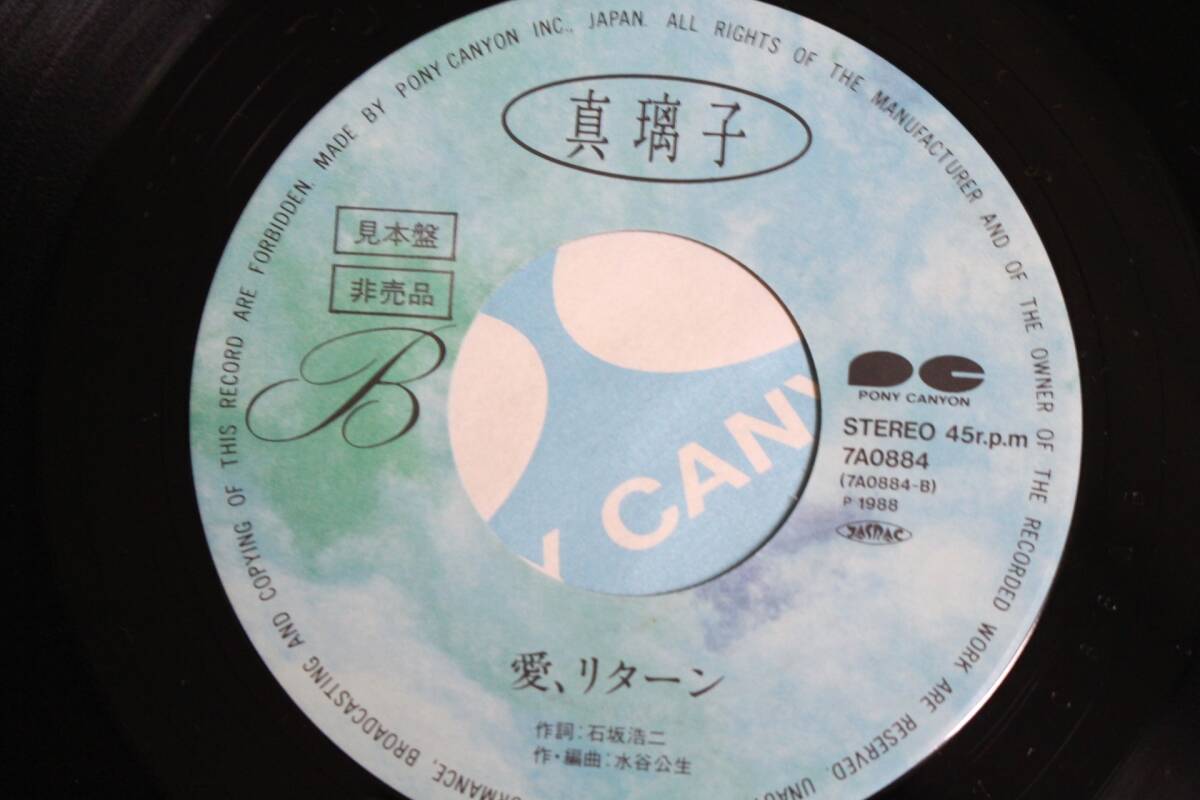 真璃子
見本盤
非売品
B
PONY CANYON
STEREO 45r.p.m
7A0884
(7A0884-B)
P 1988
JASRAC
愛、リターン
作詞:石坂浩二
作・編曲:水谷公生
MADE BY PONY CANYON INC., JAPAN. ALL RIGHTS OF THE MANUFACTURER AND OF THE OWNER OF THE RECORDED WORK ARE RESERVED.
BROADCASTING AND COPYING OF THIS RECORD ARE FORBIDDEN.
CANY